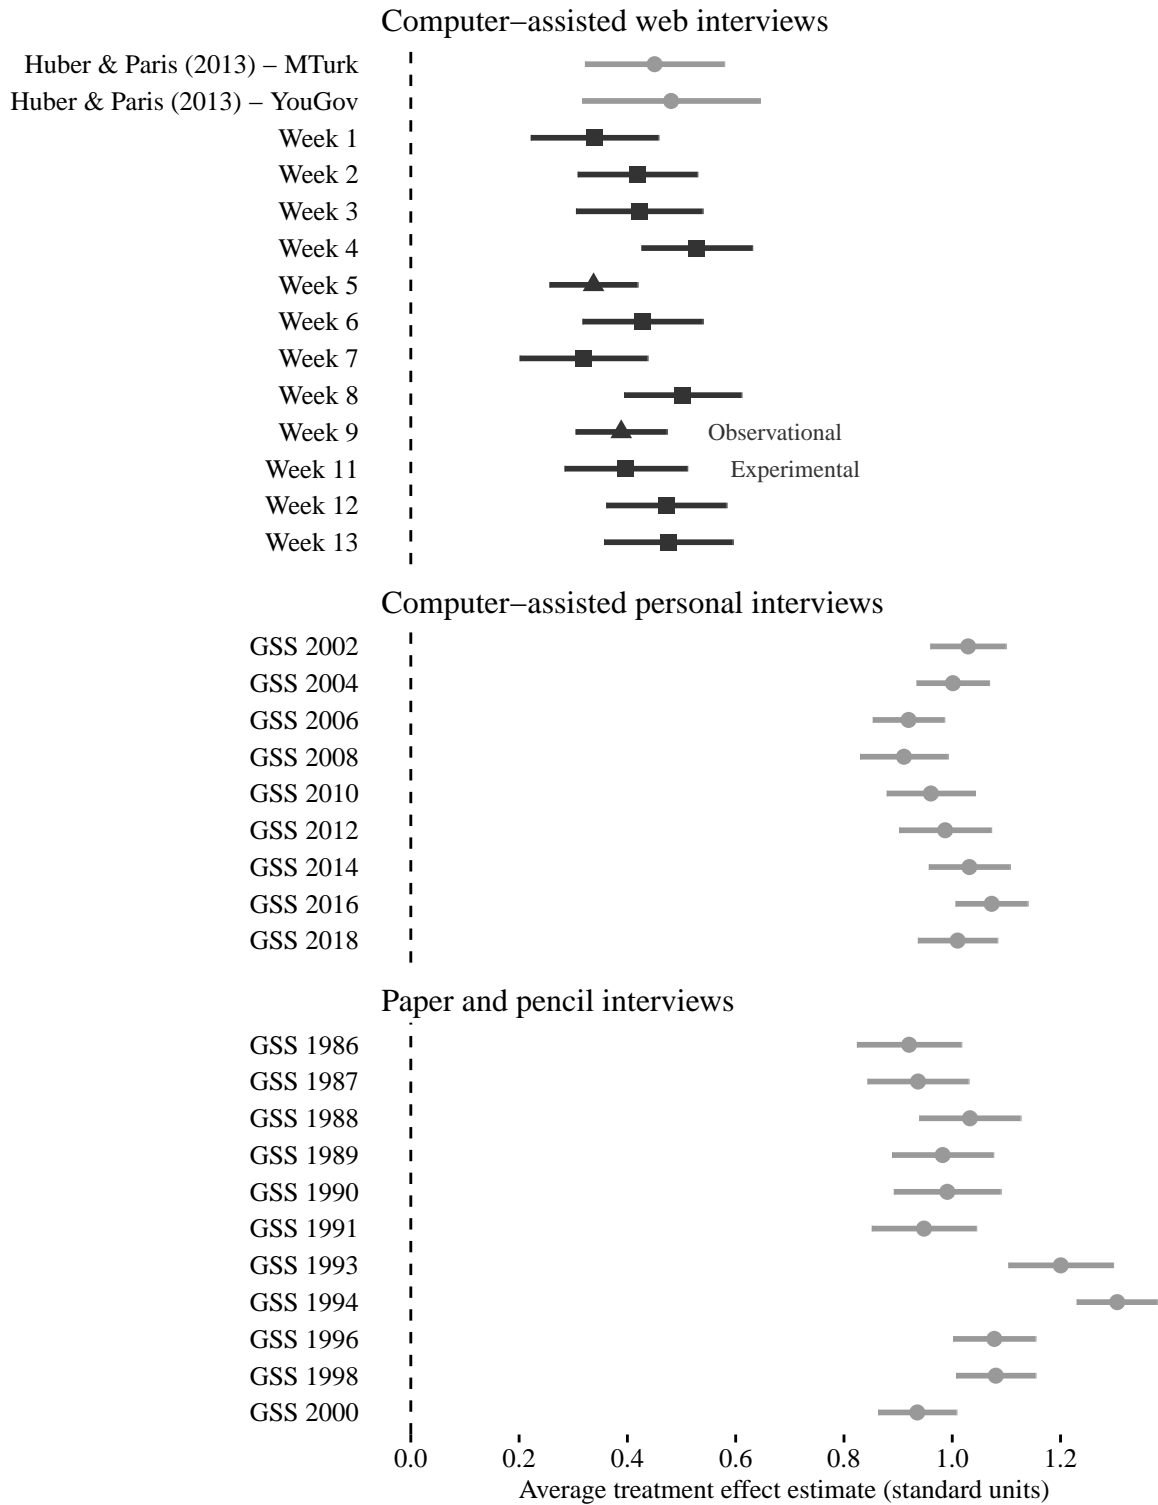 Computer−assisted web interviews
Huber & Paris (2013) − MTurk
Huber & Paris (2013) − YouGov
Week 1
Week 2
Week 3
Week 4
Week 5
Week 6
Week 7
Week 8
Week 9
Observational
Week 11
Experimental
Week 12
Week 13
Computer−assisted personal interviews
GSS 2002
GSS 2004
GSS 2006
GSS 2008
GSS 2010
GSS 2012
GSS 2014
GSS 2016
GSS 2018
Paper and pencil interviews
GSS 1986
GSS 1987
GSS 1988
GSS 1989
GSS 1990
GSS 1991
GSS 1993
GSS 1994
GSS 1996
GSS 1998
GSS 2000
0.0 0.2 0.4 0.6 0.8 1.0 1.2
Average treatment effect estimate (standard units)